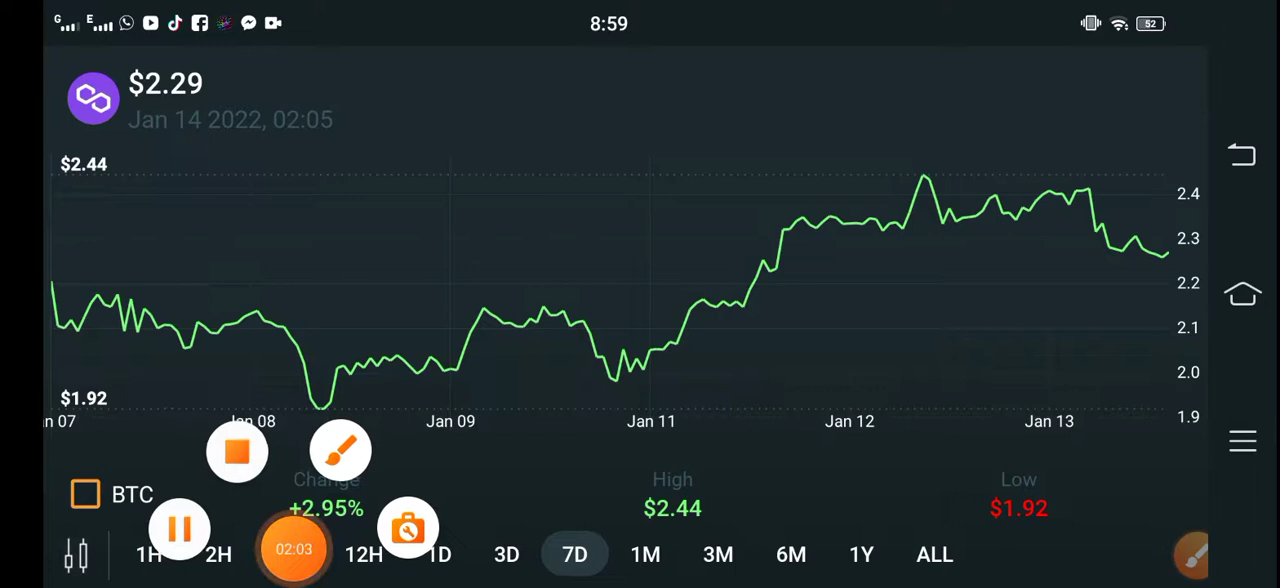 G E 8:59 52
$2.29
Jan 14 2022, 02:05
$2.44
2.4
2.3
2.2
2.1
2.0
1.9
$1.92
n 07 Jan 08 Jan 09 Jan 11 Jan 12 Jan 13
BTC
Change High Low
+2.95% $2.44 $1.92
1H 2H 02:03 12H 1D 3D 7D 1M 3M 6M 1Y ALL